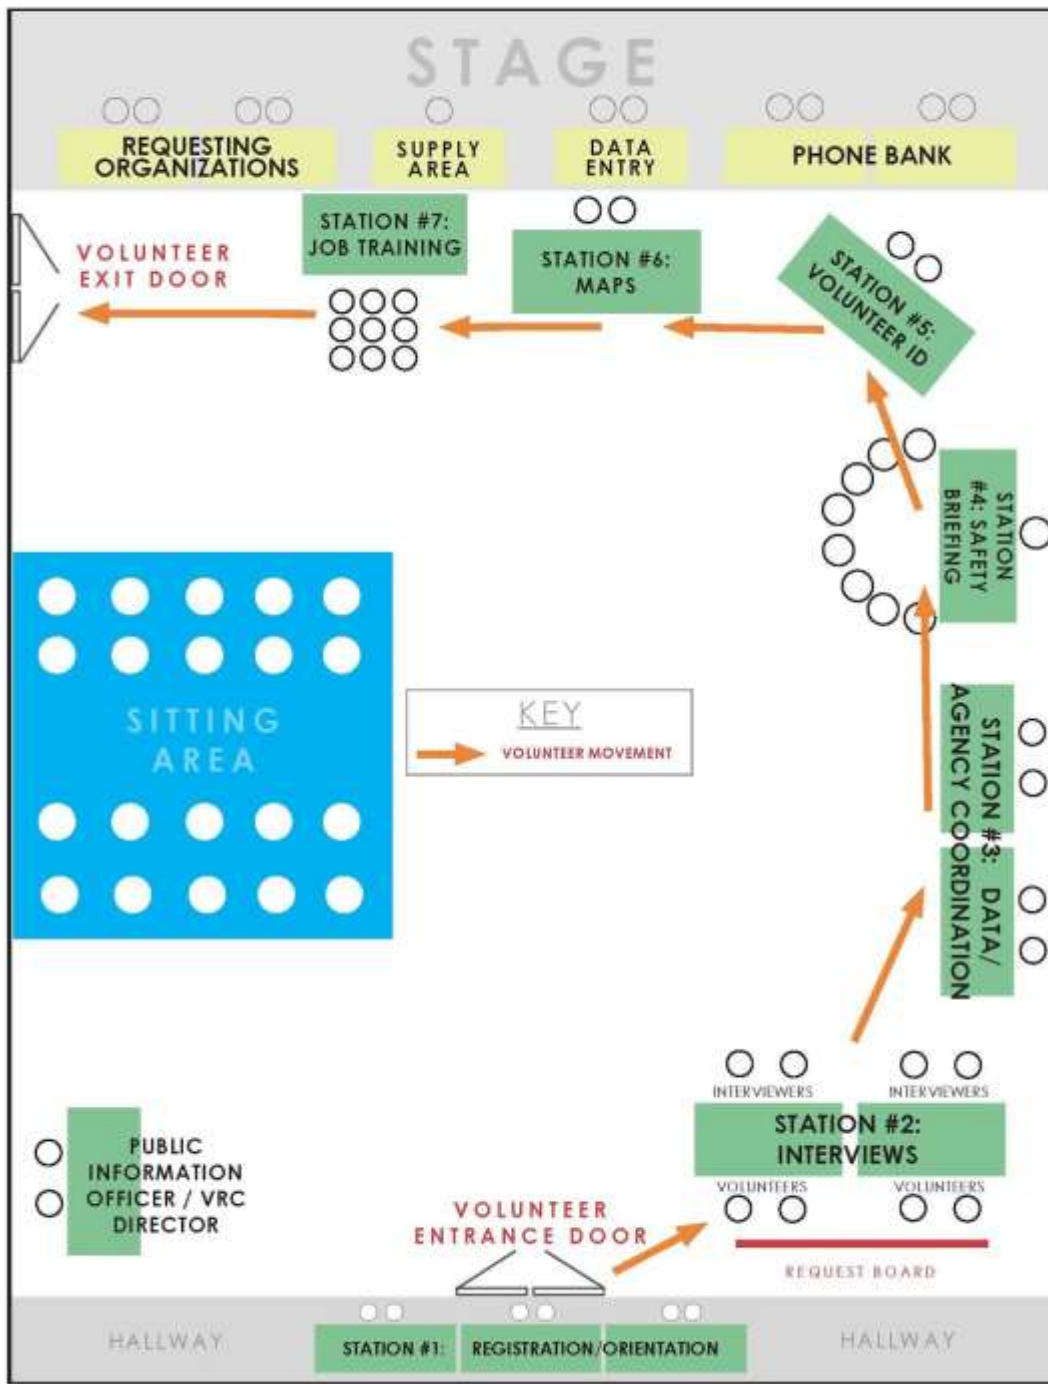 STAGE
REQUESTING
ORGANIZATIONS
SUPPLY
AREA
DATA
ENTRY
PHONE BANK
STATION #7:
JOB TRAINING
STATION #6:
MAPS
STATION #5:
VOLUNTEER ID
VOLUNTEER
EXIT DOOR
STATION
#4: SAFETY
BRIEFING
SITTING
AREA
KEY
VOLUNTEER MOVEMENT
STATION #3: DATA/
AGENCY COORDINATION
INTERVIEWERS
INTERVIEWERS
STATION #2:
INTERVIEWS
VOLUNTEERS
VOLUNTEERS
REQUEST BOARD
PUBLIC
INFORMATION
OFFICER / VRC
DIRECTOR
VOLUNTEER
ENTRANCE DOOR
HALLWAY
STATION #1: REGISTRATION/ORIENTATION
HALLWAY